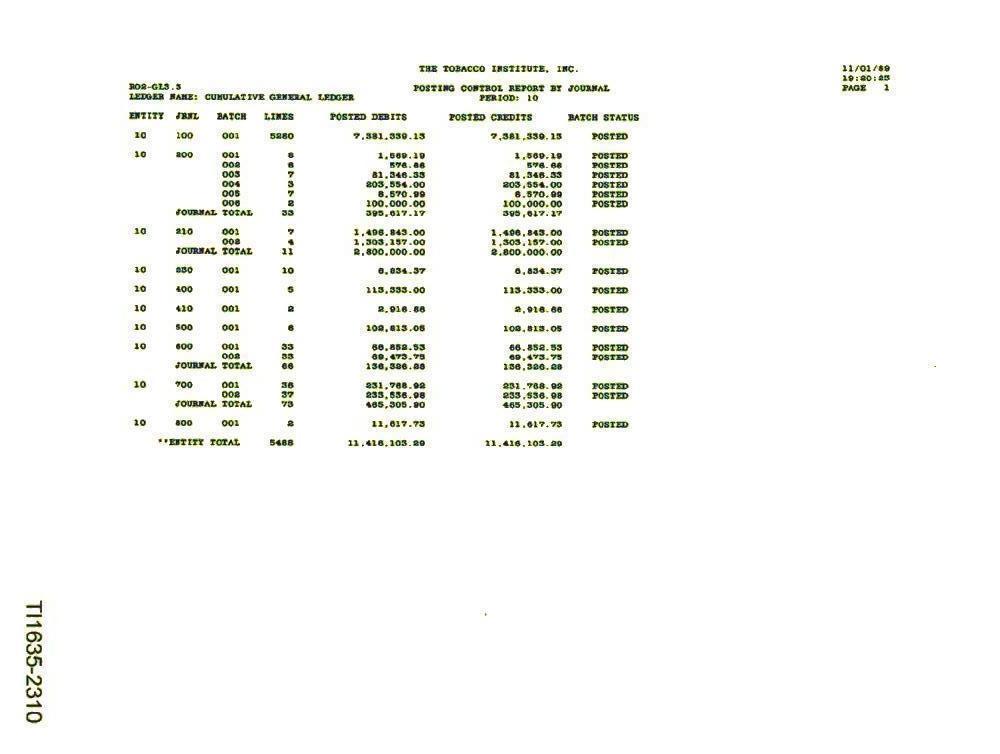 THE TOBACCO INSTITUTE, INC. 11/01/89
19:20:25
R02-GL3.3 POSTING CONTROL REPORT BY JOURNAL PAGE 1
LEDGER NAME: CUMULATIVE GENERAL LEDGER PERIOD: 10
ENTITY JRNL BATCH LINES POSTED DEBITS POSTED CREDITS BATCH STATUS
10 100 001 5280 7,381,339.13 7,381,339.13 POSTED
10 200 001 8 1,569.19 1,569.19 POSTED
002 6 576.66 576.66 POSTED
003 7 81,346.33 81,346.33 POSTED
004 3 203,554.00 203,554.00 POSTED
005 7 8,570.99 8,570.99 POSTED
006 2 100,000.00 100,000.00 POSTED
JOURNAL TOTAL 33 395,617.17 395,617.17
10 210 001 7 1,496,843.00 1,496,843.00 POSTED
002 4 1,303,157.00 1,303,157.00 POSTED
JOURNAL TOTAL 11 2,800,000.00 2,800,000.00
10 230 001 10 6,834.37 6,834.37 POSTED
10 400 001 5 113,333.00 113,333.00 POSTED
10 410 001 2 2,916.66 2,916.66 POSTED
10 500 001 6 102,813.05 102,813.05 POSTED
10 600 001 33 66,852.53 66,852.53 POSTED
002 33 69,473.75 69,473.75 POSTED
JOURNAL TOTAL 66 136,326.28 136,326.28
10 700 001 36 231,768.92 231,768.92 POSTED
002 37 233,536.98 233,536.98 POSTED
JOURNAL TOTAL 73 465,305.90 465,305.90
10 800 001 2 11,617.73 11,617.73 POSTED
**ENTITY TOTAL 5488 11,416,103.29 11,416,103.29
TI1635-2310